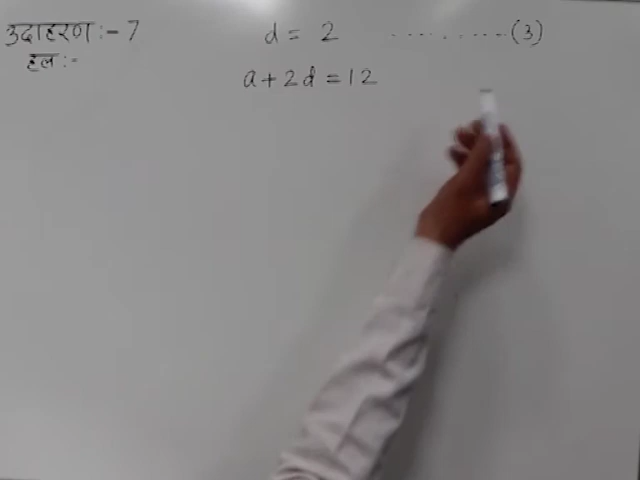 उदाहरण :- 7
d = 2 .......... (3)
हल :-
a + 2d = 12